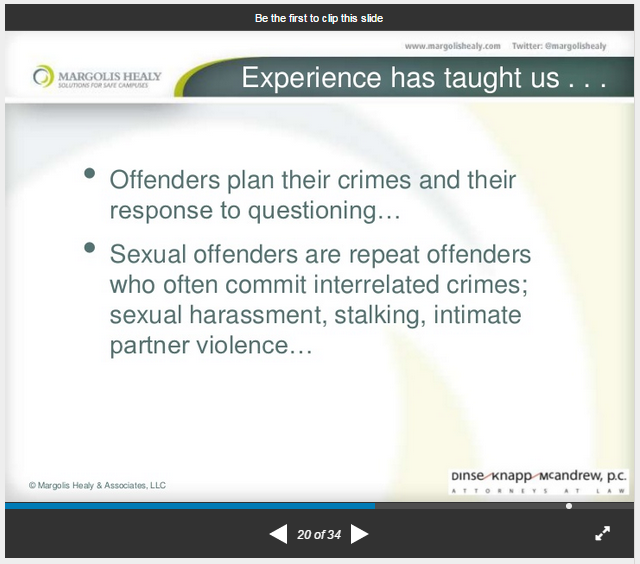 Be the first to clip this slide
www.margolishealy.com Twitter: @margolishealy
MARGOLIS HEALY
SOLUTIONS FOR SAFE CAMPUSES
Experience has taught us . . .
• Offenders plan their crimes and their
response to questioning…
• Sexual offenders are repeat offenders
who often commit interrelated crimes;
sexual harassment, stalking, intimate
partner violence…
© Margolis Healy & Associates, LLC
DINSE/KNAPP/MCANDREW, P.C.
ATTORNEYS AT LAW
20 of 34